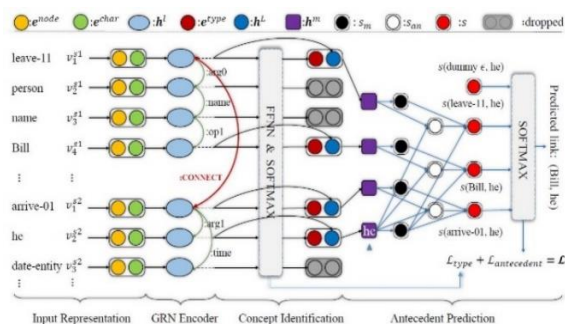 :e^node :e^char :h^l :e^type :h^L :h^m :s_m :s_an :s :dropped
leave-11 v_1^s1
person v_2^s1
name v_3^s1
Bill v_4^s1
⋮ ⋮
arrive-01 v_1^s2
he v_2^s2
date-entity v_3^s2
⋮ ⋮
:arg0
:name
:op1
:CONNECT
:arg1
:time
FFNN & SOFTMAX
he
s(dummy e, he)
s(leave-11, he)
s(Bill, he)
s(arrive-01, he)
SOFTMAX
Predicted link: (Bill, he)
ℒ_type + ℒ_antecedent = ℒ
Input Representation
GRN Encoder
Concept Identification
Antecedent Prediction